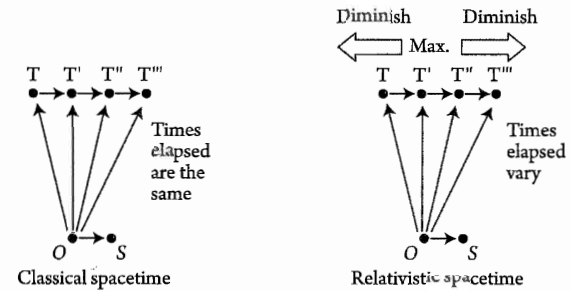 Diminish Diminish
Max.
T T' T" T'"
Times
elapsed
are the
same
O S
Classical spacetime
T T' T" T'"
Times
elapsed
vary
O S
Relativistic spacetime